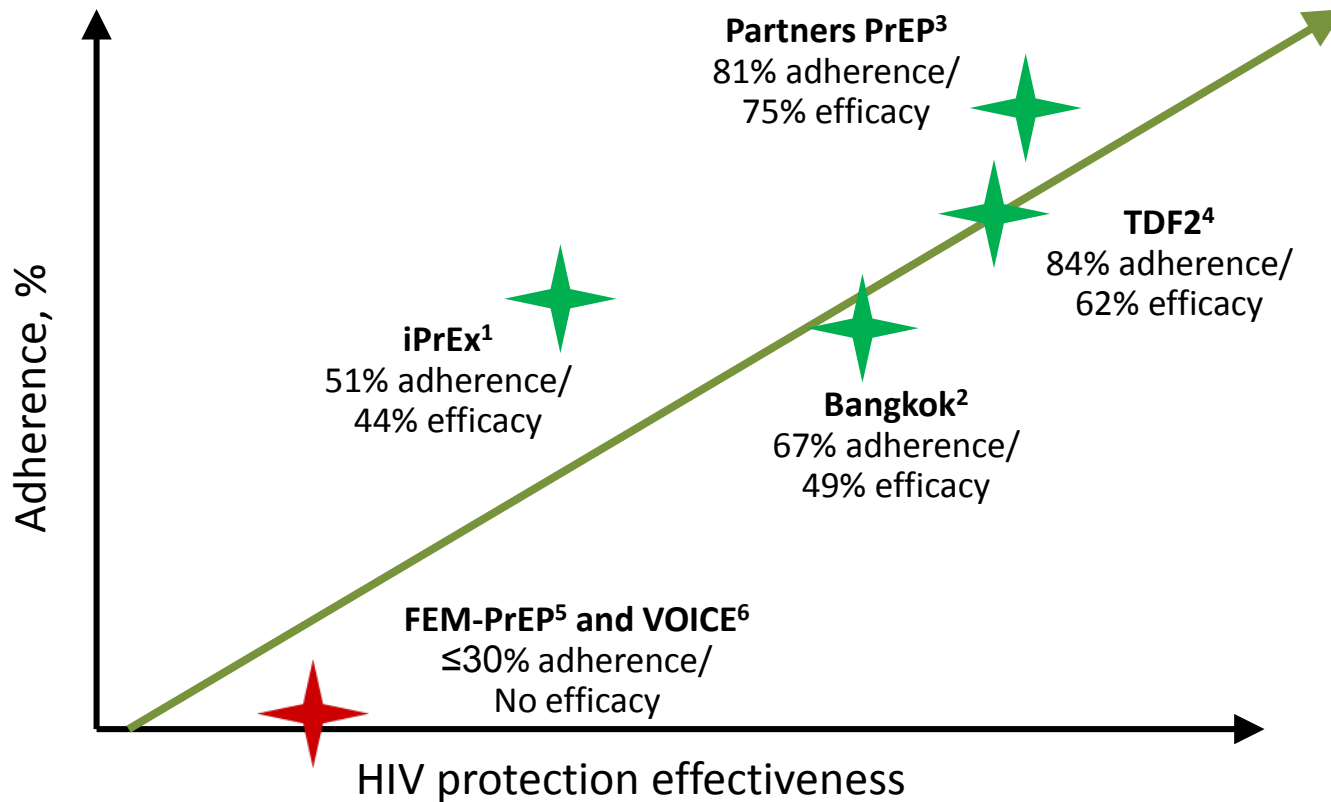 Partners PrEP³
81% adherence/
75% efficacy
TDF2⁴
84% adherence/
62% efficacy
iPrEx¹
51% adherence/
44% efficacy
Bangkok²
67% adherence/
49% efficacy
FEM-PrEP⁵ and VOICE⁶
≤30% adherence/
No efficacy
Adherence, %
HIV protection effectiveness